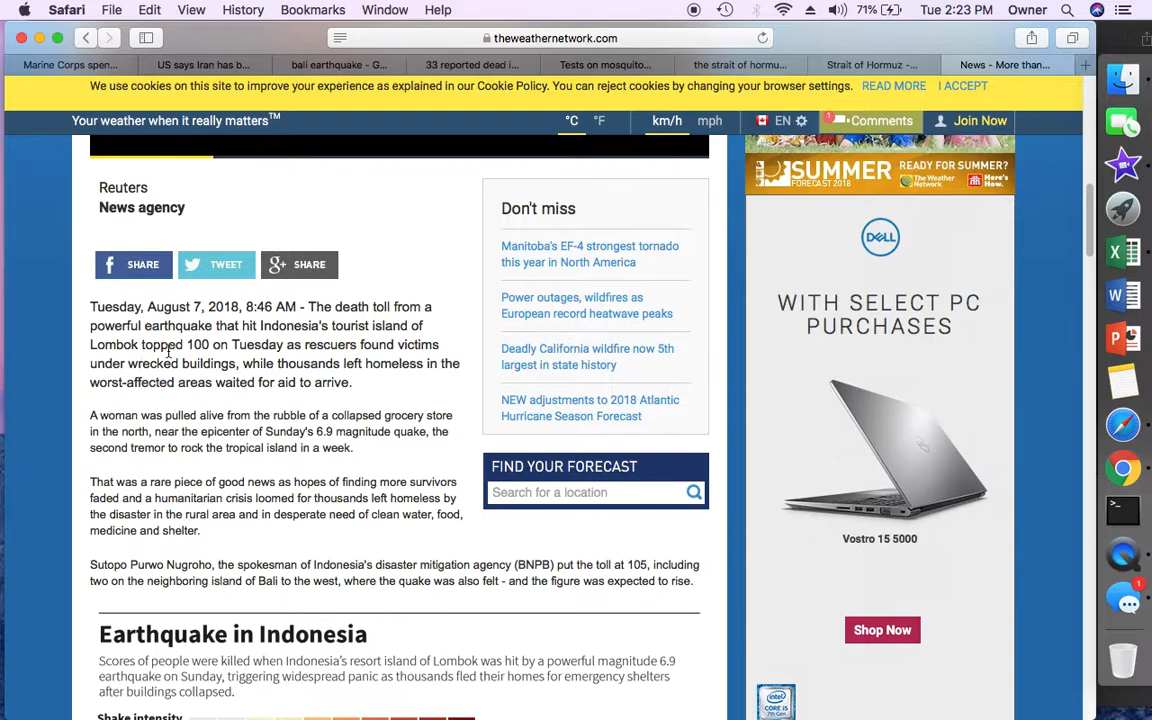 Safari File Edit View History Bookmarks Window Help 71% Tue 2:23 PM Owner
theweathernetwork.com
Marine Corps spen... US says Iran has b... bali earthquake - G... 33 reported dead i... Tests on mosquito... the strait of hormu... Strait of Hormuz -... News - More than... +
We use cookies on this site to improve your experience as explained in our Cookie Policy. You can reject cookies by changing your browser settings. READ MORE I ACCEPT
Your weather when it really matters™ °C °F km/h mph EN 1 Comments Join Now
SUMMER FORECAST 2018 READY FOR SUMMER? The Weather Network Here's How.
Reuters
News agency
SHARE TWEET SHARE
Tuesday, August 7, 2018, 8:46 AM - The death toll from a
powerful earthquake that hit Indonesia's tourist island of
Lombok topped 100 on Tuesday as rescuers found victims
under wrecked buildings, while thousands left homeless in the
worst-affected areas waited for aid to arrive.
A woman was pulled alive from the rubble of a collapsed grocery store
in the north, near the epicenter of Sunday's 6.9 magnitude quake, the
second tremor to rock the tropical island in a week.
That was a rare piece of good news as hopes of finding more survivors
faded and a humanitarian crisis loomed for thousands left homeless by
the disaster in the rural area and in desperate need of clean water, food,
medicine and shelter.
Sutopo Purwo Nugroho, the spokesman of Indonesia's disaster mitigation agency (BNPB) put the toll at 105, including
two on the neighboring island of Bali to the west, where the quake was also felt - and the figure was expected to rise.
Earthquake in Indonesia
Scores of people were killed when Indonesia's resort island of Lombok was hit by a powerful magnitude 6.9
earthquake on Sunday, triggering widespread panic as thousands fled their homes for emergency shelters
after buildings collapsed.
Shake intensity
Don't miss
Manitoba's EF-4 strongest tornado
this year in North America
Power outages, wildfires as
European record heatwave peaks
Deadly California wildfire now 5th
largest in state history
NEW adjustments to 2018 Atlantic
Hurricane Season Forecast
FIND YOUR FORECAST
Search for a location
DELL
WITH SELECT PC
PURCHASES
Vostro 15 5000
Shop Now
intel
CORE i5
X
W
P
1